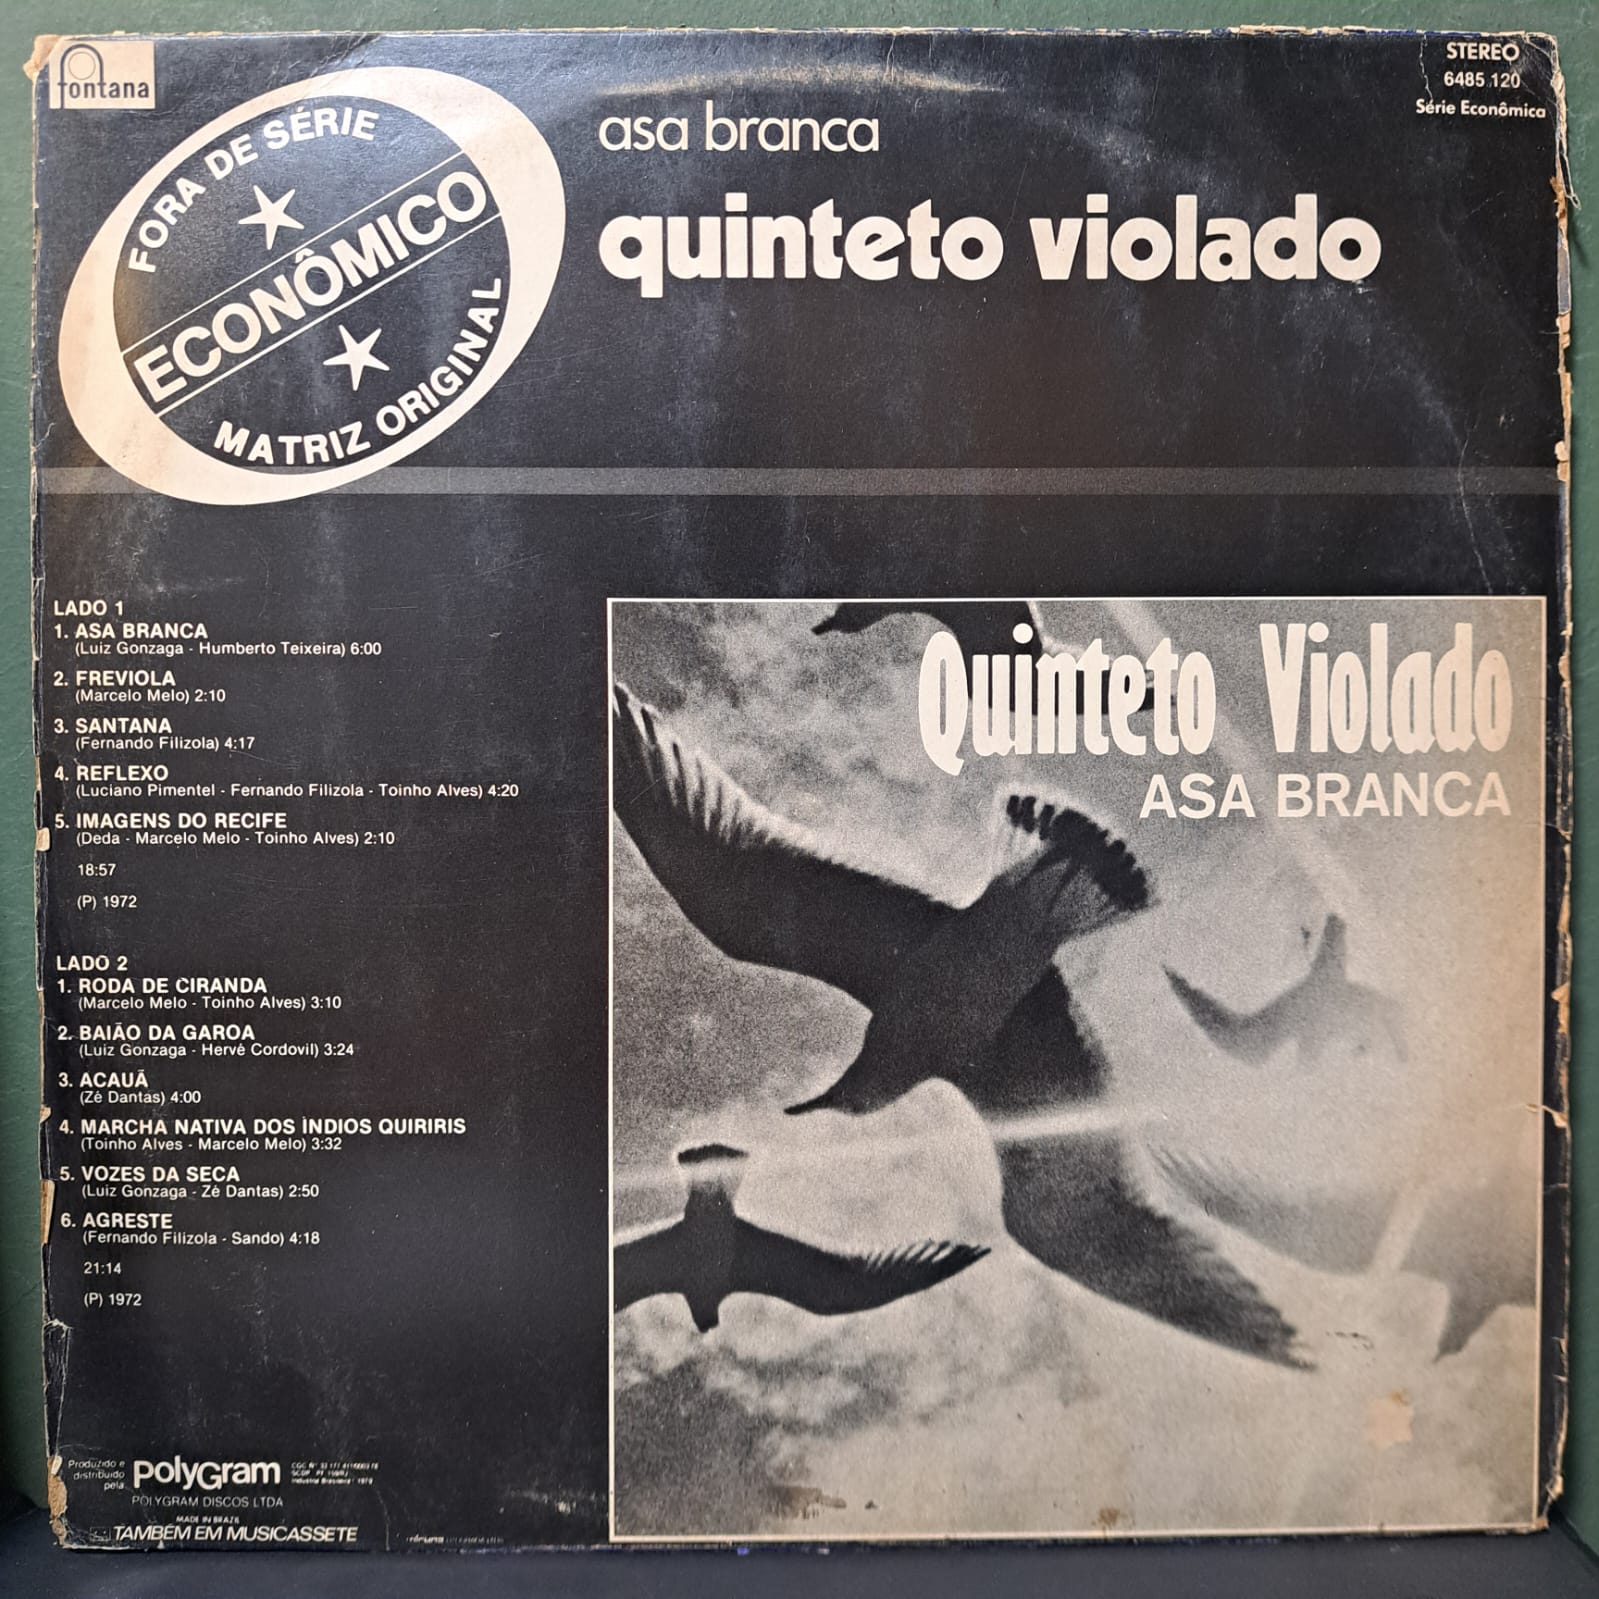 fontana
FORA DE SÉRIE
ECONÔMICO
MATRIZ ORIGINAL
asa branca
quinteto violado
STEREO
6485 120
Série Econômica
LADO 1
1. ASA BRANCA
(Luiz Gonzaga - Humberto Teixeira) 6:00
2. FREVIOLA
(Marcelo Melo) 2:10
3. SANTANA
(Fernando Filizola) 4:17
4. REFLEXO
(Luciano Pimentel - Fernando Filizola - Toinho Alves) 4:20
5. IMAGENS DO RECIFE
(Deda - Marcelo Melo - Toinho Alves) 2:10
18:57
(P) 1972
LADO 2
1. RODA DE CIRANDA
(Marcelo Melo - Toinho Alves) 3:10
2. BAIÃO DA GAROA
(Luiz Gonzaga - Hervé Cordovil) 3:24
3. ACAUÃ
(Zé Dantas) 4:00
4. MARCHA NATIVA DOS ÍNDIOS QUIRIRIS
(Toinho Alves - Marcelo Melo) 3:32
5. VOZES DA SECA
(Luiz Gonzaga - Zé Dantas) 2:50
6. AGRESTE
(Fernando Filizola - Sando) 4:18
21:14
(P) 1972
Quinteto Violado
ASA BRANCA
Produzido e
distribuído
pela
polyGram
POLYGRAM DISCOS LTDA
MADE IN BRAZIL
TAMBÉM EM MUSICASSETE